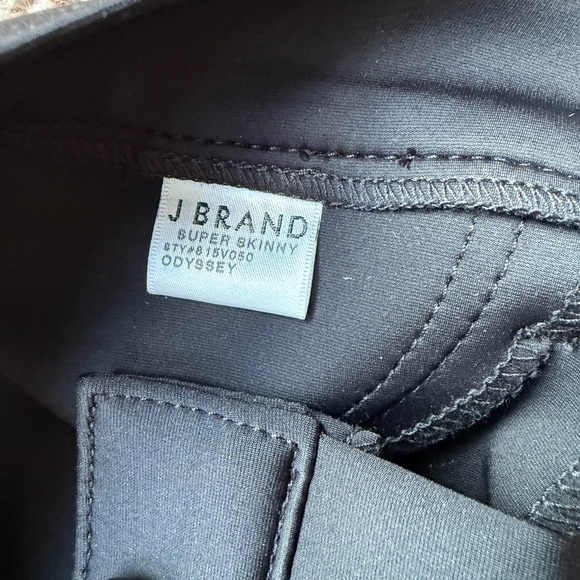 J BRAND
SUPER SKINNY
STY#815V050
ODYSSEY